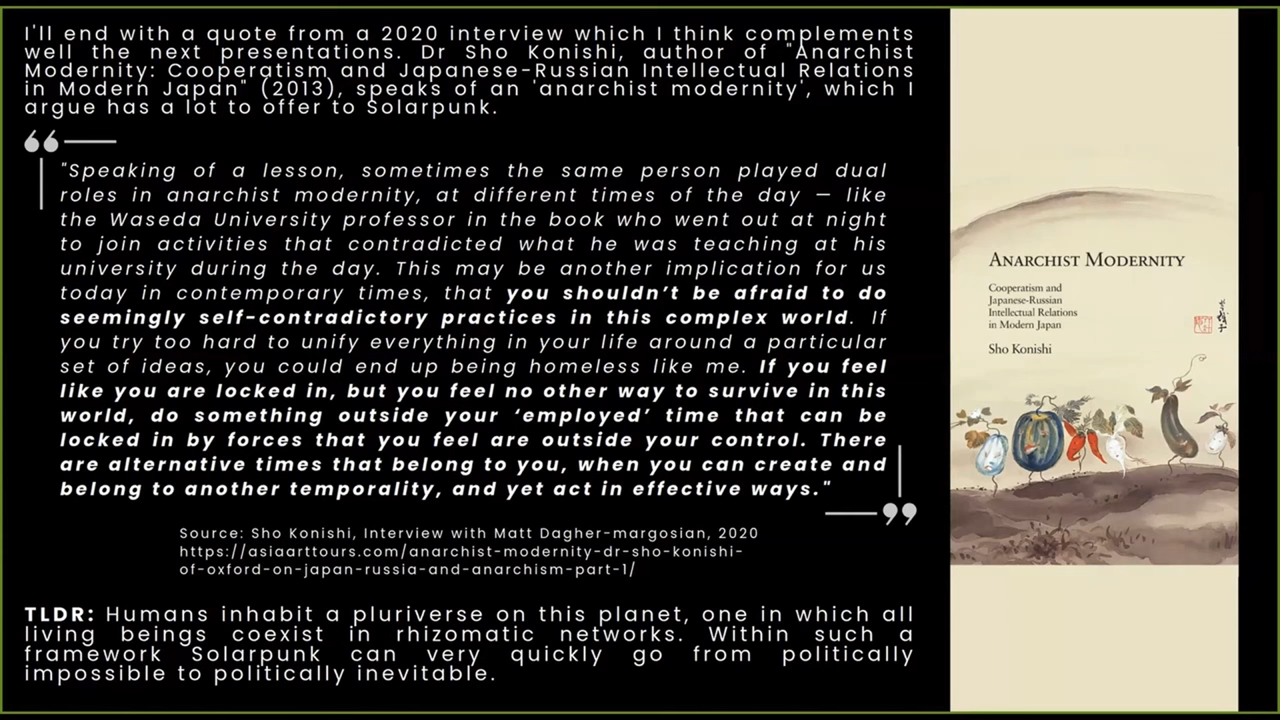 I'll end with a quote from a 2020 interview which I think complements
well the next presentations. Dr Sho Konishi, author of "Anarchist
Modernity: Cooperatism and Japanese-Russian Intellectual Relations
in Modern Japan" (2013), speaks of an 'anarchist modernity', which I
argue has a lot to offer to Solarpunk.
"Speaking of a lesson, sometimes the same person played dual
roles in anarchist modernity, at different times of the day — like
the Waseda University professor in the book who went out at night
to join activities that contradicted what he was teaching at his
university during the day. This may be another implication for us
today in contemporary times, that you shouldn't be afraid to do
seemingly self-contradictory practices in this complex world. If
you try too hard to unify everything in your life around a particular
set of ideas, you could end up being homeless like me. If you feel
like you are locked in, but you feel no other way to survive in this
world, do something outside your 'employed' time that can be
locked in by forces that you feel are outside your control. There
are alternative times that belong to you, when you can create and
belong to another temporality, and yet act in effective ways."
Source: Sho Konishi, Interview with Matt Dagher-margosian, 2020
https://asiaarttours.com/anarchist-modernity-dr-sho-konishi-
of-oxford-on-japan-russia-and-anarchism-part-1/
TLDR: Humans inhabit a pluriverse on this planet, one in which all
living beings coexist in rhizomatic networks. Within such a
framework Solarpunk can very quickly go from politically
impossible to politically inevitable.
ANARCHIST MODERNITY
Cooperatism and
Japanese-Russian
Intellectual Relations
in Modern Japan
Sho Konishi